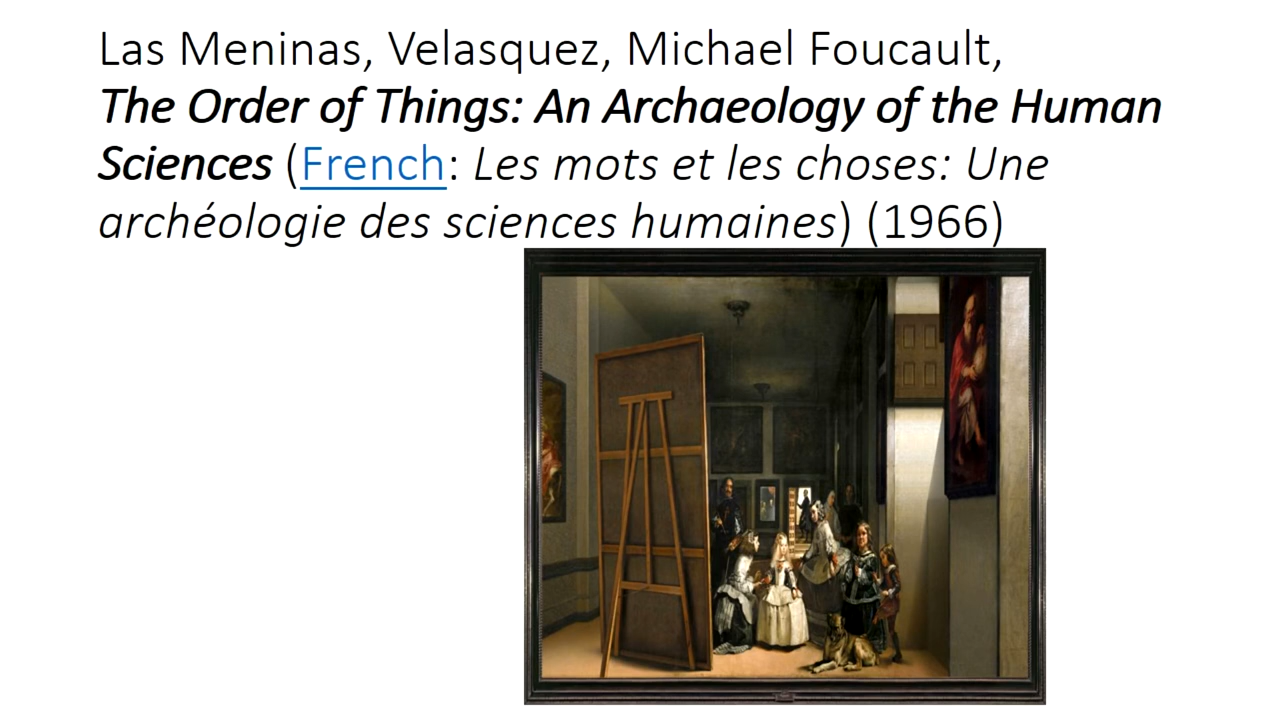 Las Meninas, Velasquez, Michael Foucault,
The Order of Things: An Archaeology of the Human
Sciences (French: Les mots et les choses: Une
archéologie des sciences humaines) (1966)